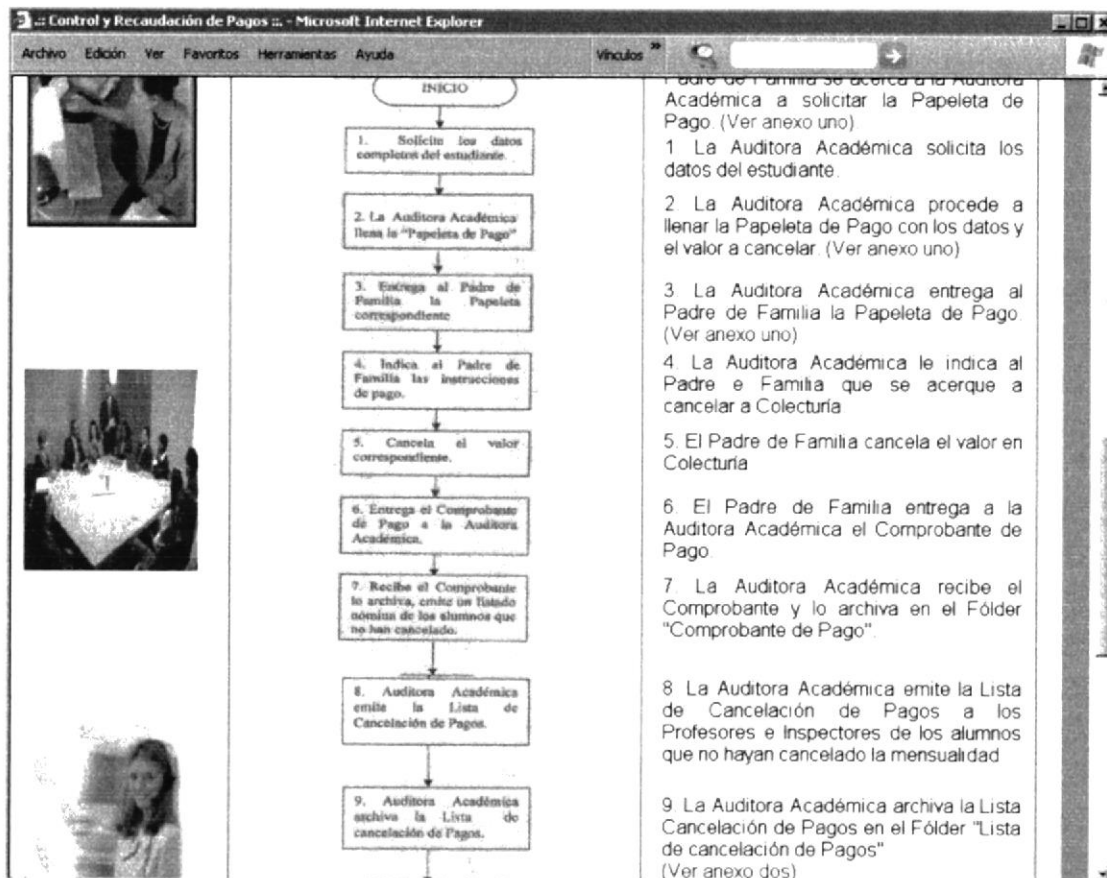 .:: Control y Recaudación de Pagos ::. - Microsoft Internet Explorer
Archivo Edición Ver Favoritos Herramientas Ayuda Vínculos »
INICIO
1. Solicita los datos
completos del estudiante.
2. La Auditora Académica
llena la "Papeleta de Pago"
3. Entrega al Padre de
Familia la Papeleta
correspondiente
4. Indica al Padre de
Familia las instrucciones
de pago.
5. Cancela el valor
correspondiente.
6. Entrega el Comprobante
de Pago a la Auditora
Académica.
7. Recibe el Comprobante
lo archiva, emite un listado
nómina de los alumnos que
no han cancelado.
8. Auditora Académica
emite la Lista de
Cancelación de Pagos.
9. Auditora Académica
archiva la Lista de
cancelación de Pagos.
Padre de Familia se acerca a la Auditora
Académica a solicitar la Papeleta de
Pago. (Ver anexo uno).
1 La Auditora Académica solicita los
datos del estudiante.
2 La Auditora Académica procede a
llenar la Papeleta de Pago con los datos y
el valor a cancelar. (Ver anexo uno)
3. La Auditora Académica entrega al
Padre de Familia la Papeleta de Pago.
(Ver anexo uno)
4. La Auditora Académica le indica al
Padre e Familia que se acerque a
cancelar a Colecturía
5. El Padre de Familia cancela el valor en
Colecturía
6. El Padre de Familia entrega a la
Auditora Académica el Comprobante de
Pago.
7. La Auditora Académica recibe el
Comprobante y lo archiva en el Fólder
"Comprobante de Pago".
8 La Auditora Académica emite la Lista
de Cancelación de Pagos a los
Profesores e Inspectores de los alumnos
que no hayan cancelado la mensualidad
9 La Auditora Académica archiva la Lista
Cancelación de Pagos en el Fólder "Lista
de cancelación de Pagos"
(Ver anexo dos)